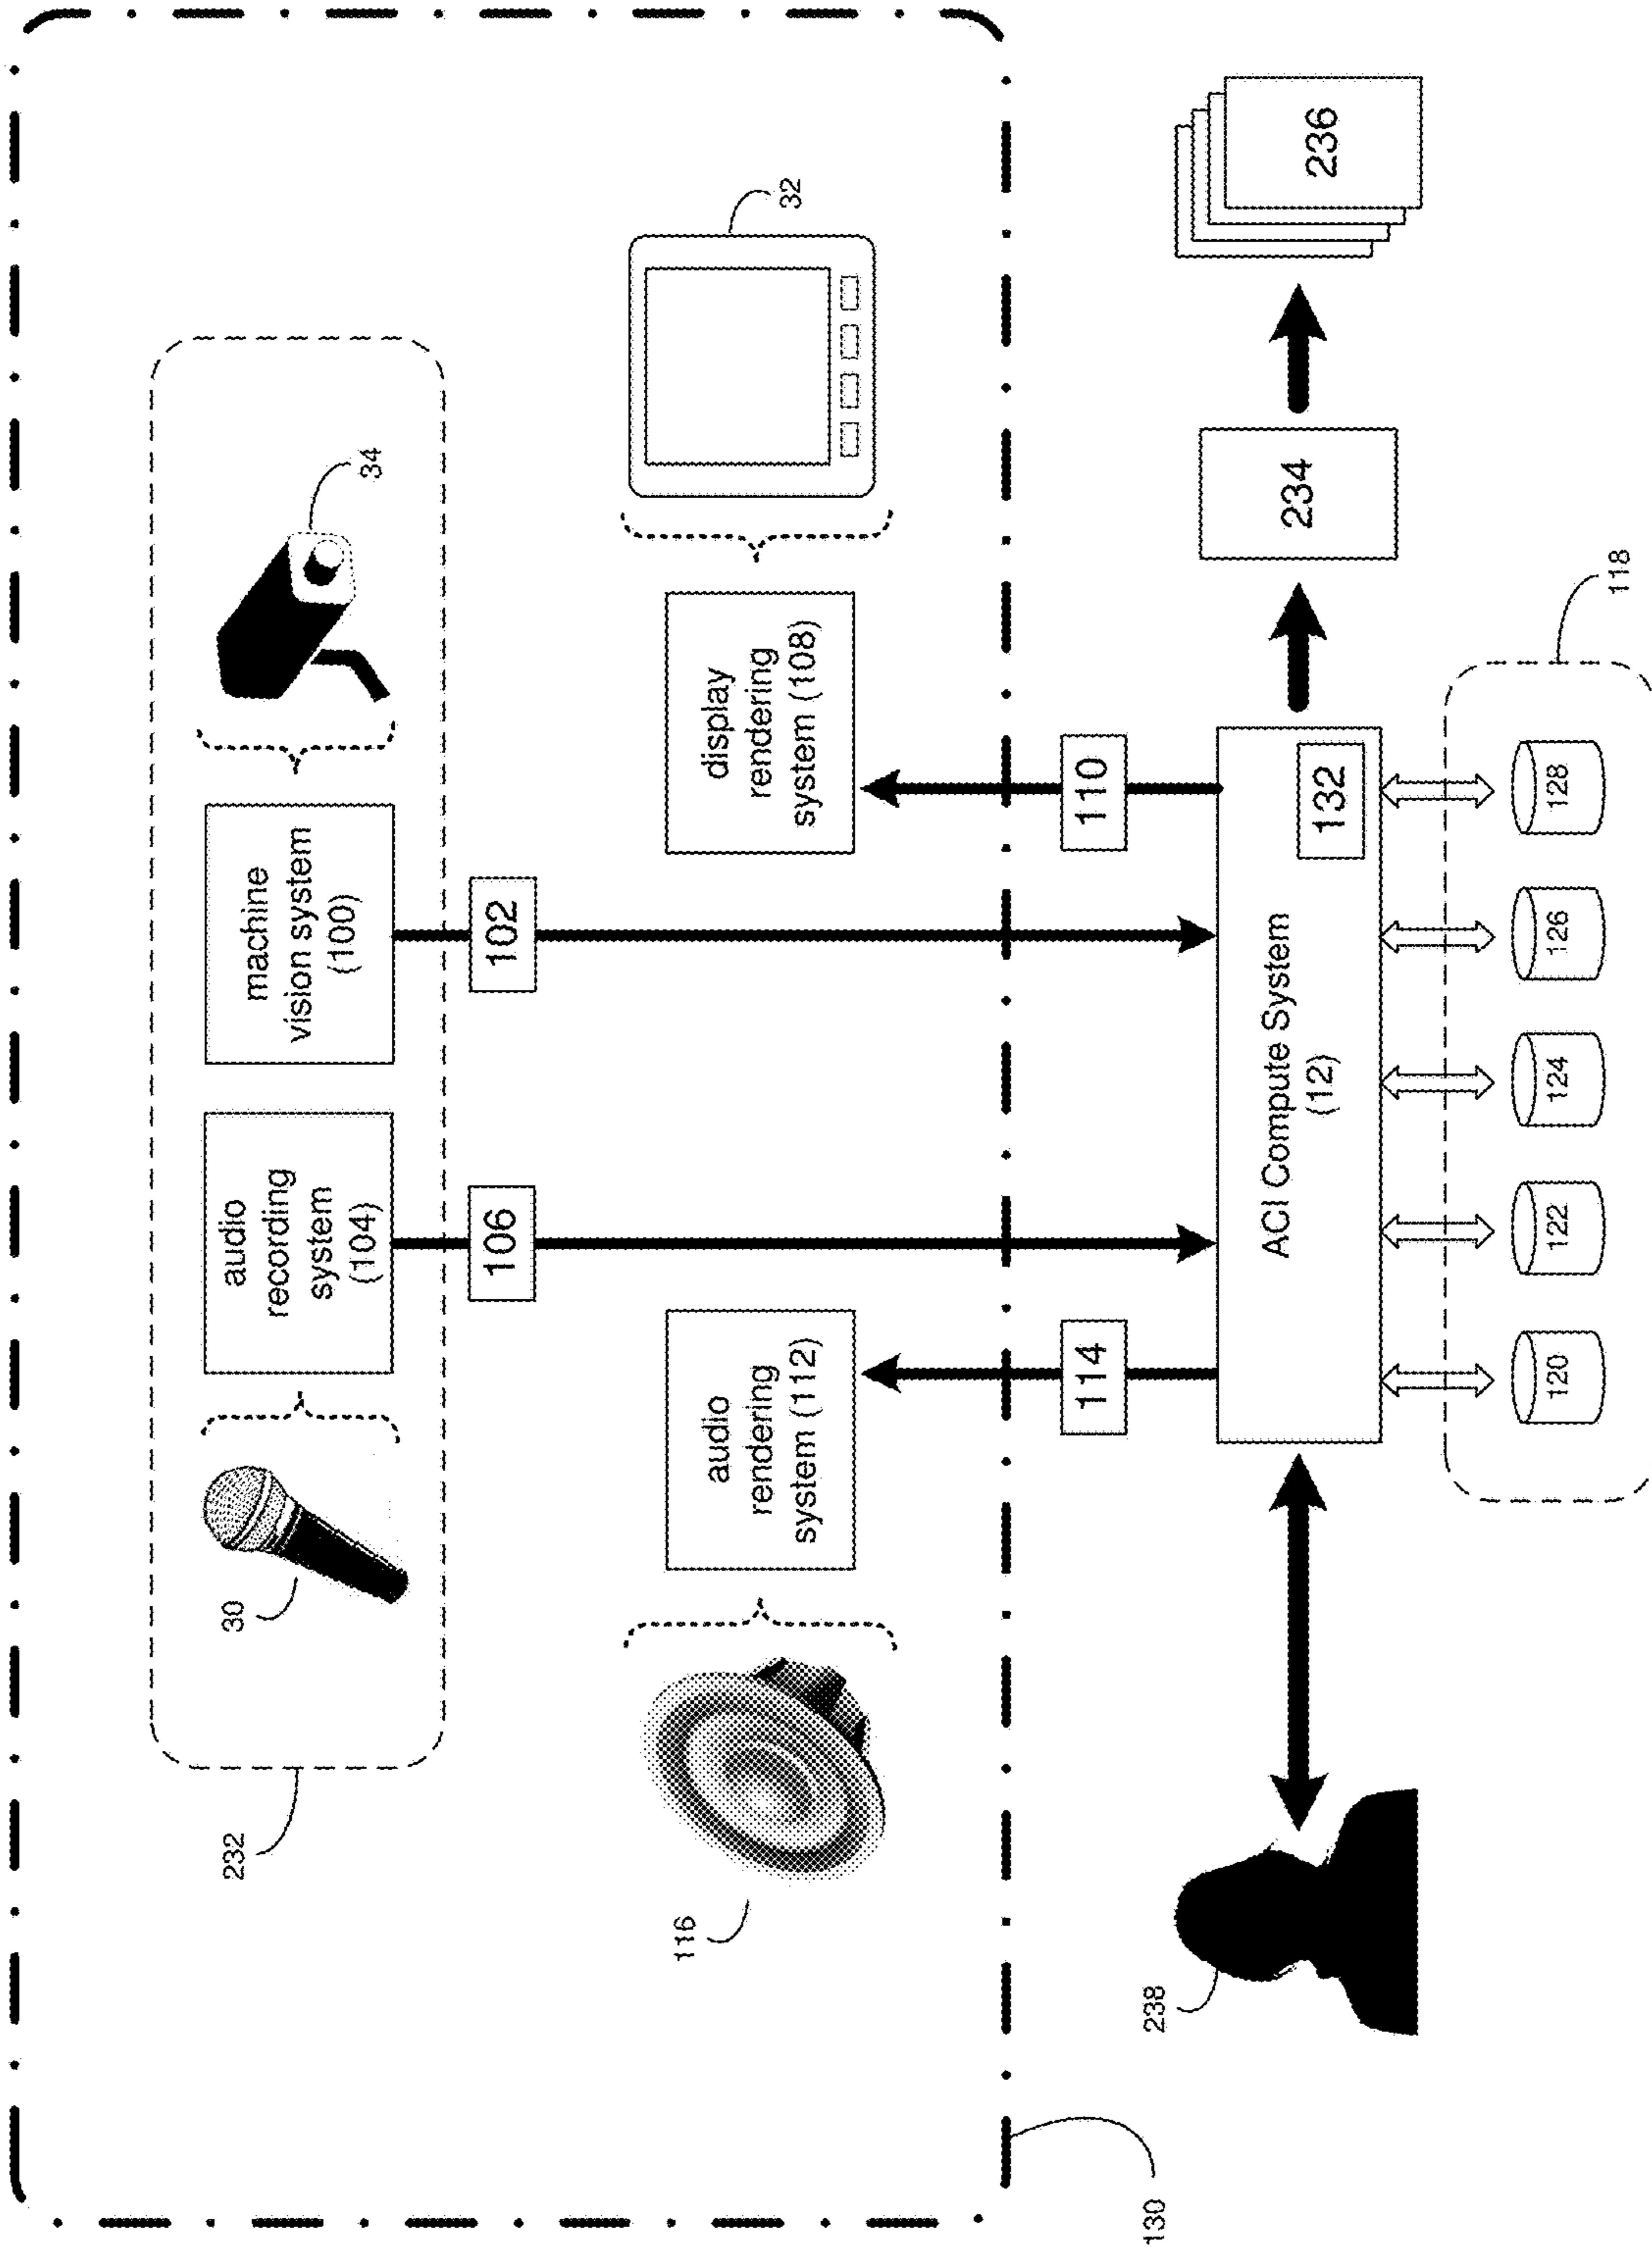 232
30
audio
recording
system
(104)
machine
vision system
(100)
34
106
102
116
audio
rendering
system (112)
display
rendering
system (108)
32
114
110
130
238
ACI Compute System
(12)
132
234
236
120
122
124
126
128
118